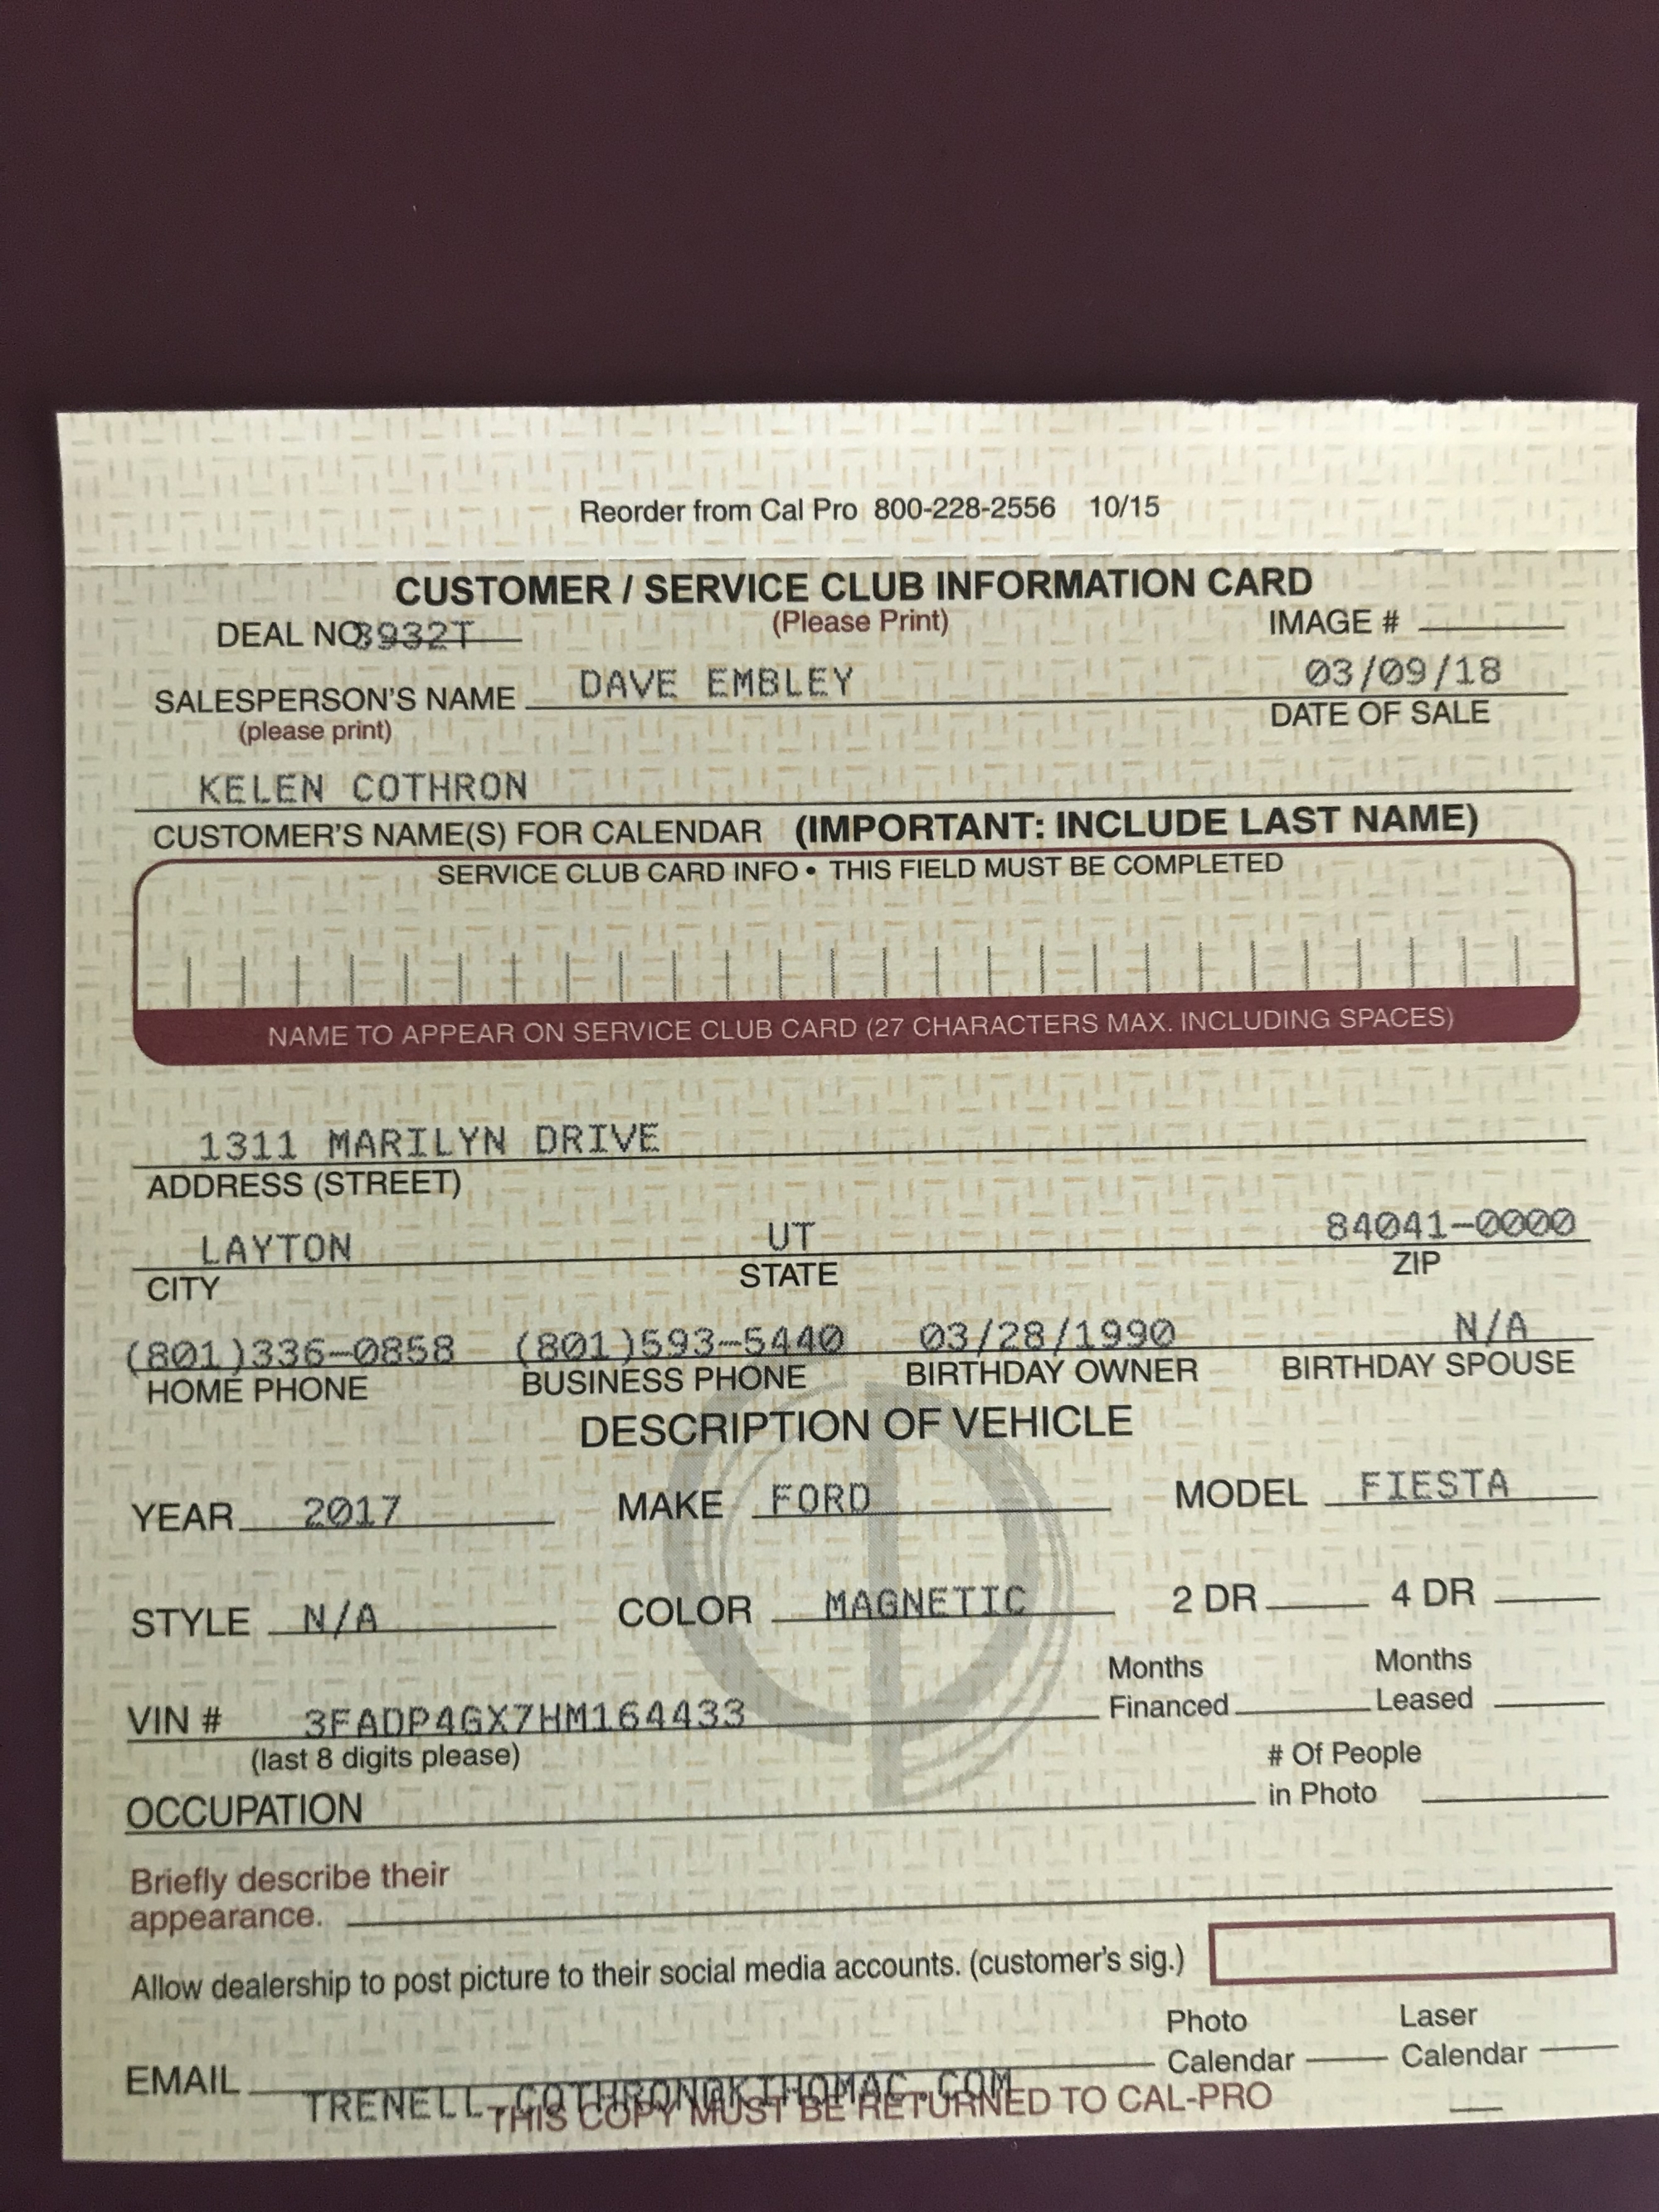 Reorder from Cal Pro 800-228-2556 10/15
CUSTOMER / SERVICE CLUB INFORMATION CARD
DEAL NO. 8932T (Please Print) IMAGE #
SALESPERSON'S NAME DAVE EMBLEY 03/09/18
(please print) DATE OF SALE
KELEN COTHRON
CUSTOMER'S NAME(S) FOR CALENDAR (IMPORTANT: INCLUDE LAST NAME)
SERVICE CLUB CARD INFO • THIS FIELD MUST BE COMPLETED
NAME TO APPEAR ON SERVICE CLUB CARD (27 CHARACTERS MAX. INCLUDING SPACES)
1311 MARILYN DRIVE
ADDRESS (STREET)
LAYTON UT 84041-0000
CITY STATE ZIP
(801)336-0858 (801)593-5440 03/28/1990 N/A
HOME PHONE BUSINESS PHONE BIRTHDAY OWNER BIRTHDAY SPOUSE
DESCRIPTION OF VEHICLE
YEAR 2017 MAKE FORD MODEL FIESTA
STYLE N/A COLOR MAGNETIC 2 DR 4 DR
Months Months
VIN # 3FADP4GX7HM164433 Financed Leased
(last 8 digits please) # Of People
OCCUPATION in Photo
Briefly describe their
appearance.
Allow dealership to post picture to their social media accounts. (customer's sig.)
Photo Laser
EMAIL Calendar Calendar
THIS COPY MUST BE RETURNED TO CAL-PRO